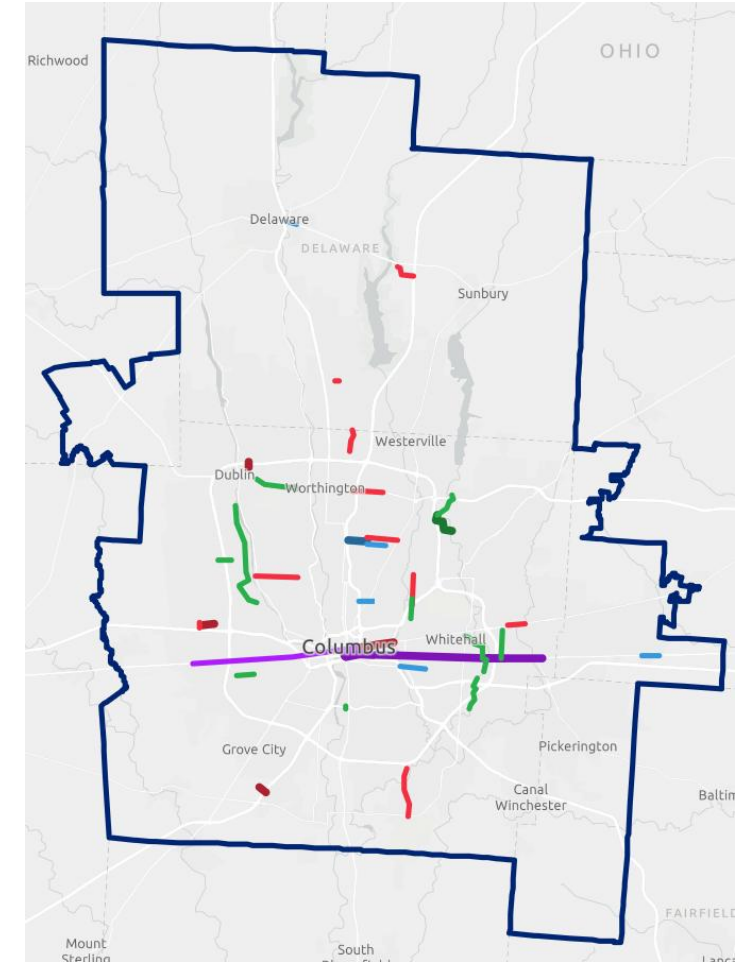 OHIO
Richwood
Delaware
DELAWARE
Sunbury
Westerville
Dublin
Worthington
Columbus
Whitehall
Grove City
Pickerington
Canal
Winchester
Baltim
FAIRFIEL
Mount
Sterling
South